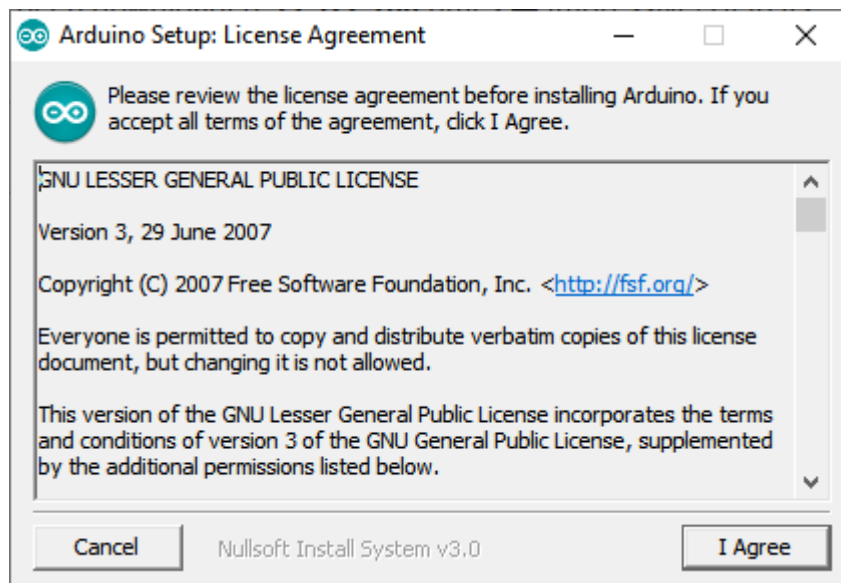 Arduino Setup: License Agreement
Please review the license agreement before installing Arduino. If you
accept all terms of the agreement, click I Agree.
GNU LESSER GENERAL PUBLIC LICENSE
Version 3, 29 June 2007
Copyright (C) 2007 Free Software Foundation, Inc. <http://fsf.org/>
Everyone is permitted to copy and distribute verbatim copies of this license
document, but changing it is not allowed.
This version of the GNU Lesser General Public License incorporates the terms
and conditions of version 3 of the GNU General Public License, supplemented
by the additional permissions listed below.
Cancel
Nullsoft Install System v3.0
I Agree